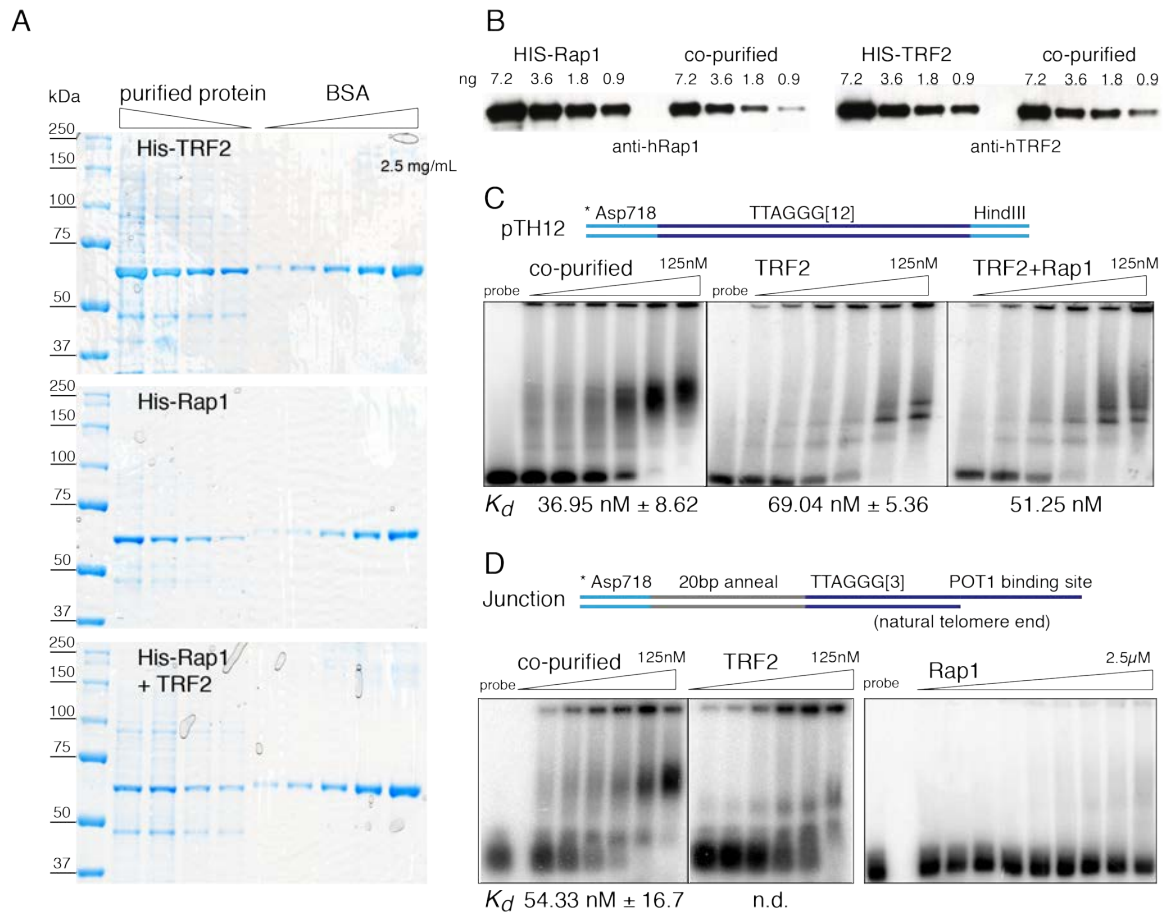 A
kDa
purified protein
BSA
250
150
100
75
50
37
His-TRF2
2.5 mg/mL
250
150
100
75
50
37
His-Rap1
250
150
100
75
50
37
His-Rap1
+ TRF2
B
HIS-Rap1
co-purified
HIS-TRF2
co-purified
ng 7.2 3.6 1.8 0.9 7.2 3.6 1.8 0.9 7.2 3.6 1.8 0.9 7.2 3.6 1.8 0.9
anti-hRap1
anti-hTRF2
C
pTH12
* Asp718 TTAGGG[12] HindIII
co-purified 125nM
probe
TRF2 125nM
probe
TRF2+Rap1 125nM
Kd 36.95 nM ± 8.62 69.04 nM ± 5.36 51.25 nM
D
Junction
* Asp718 20bp anneal TTAGGG[3] POT1 binding site
(natural telomere end)
co-purified 125nM
probe
TRF2 125nM
Rap1 2.5µM
probe
Kd 54.33 nM ± 16.7 n.d.